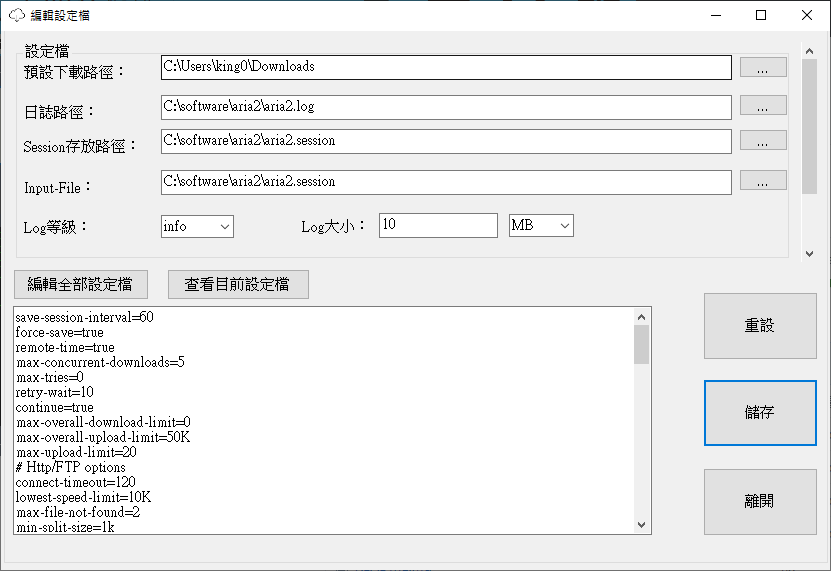 編輯設定檔
設定檔
預設下載路徑：
C:\Users\king0\Downloads
...
日誌路徑：
C:\software\aria2\aria2.log
...
Session存放路徑：
C:\software\aria2\aria2.session
...
Input-File：
C:\software\aria2\aria2.session
...
Log等級：
info
Log大小：
10
MB
編輯全部設定檔
查看目前設定檔
save-session-interval=60
force-save=true
remote-time=true
max-concurrent-downloads=5
max-tries=0
retry-wait=10
continue=true
max-overall-download-limit=0
max-overall-upload-limit=50K
max-upload-limit=20
# Http/FTP options
connect-timeout=120
lowest-speed-limit=10K
max-file-not-found=2
min-split-size=1k
重設
儲存
離開